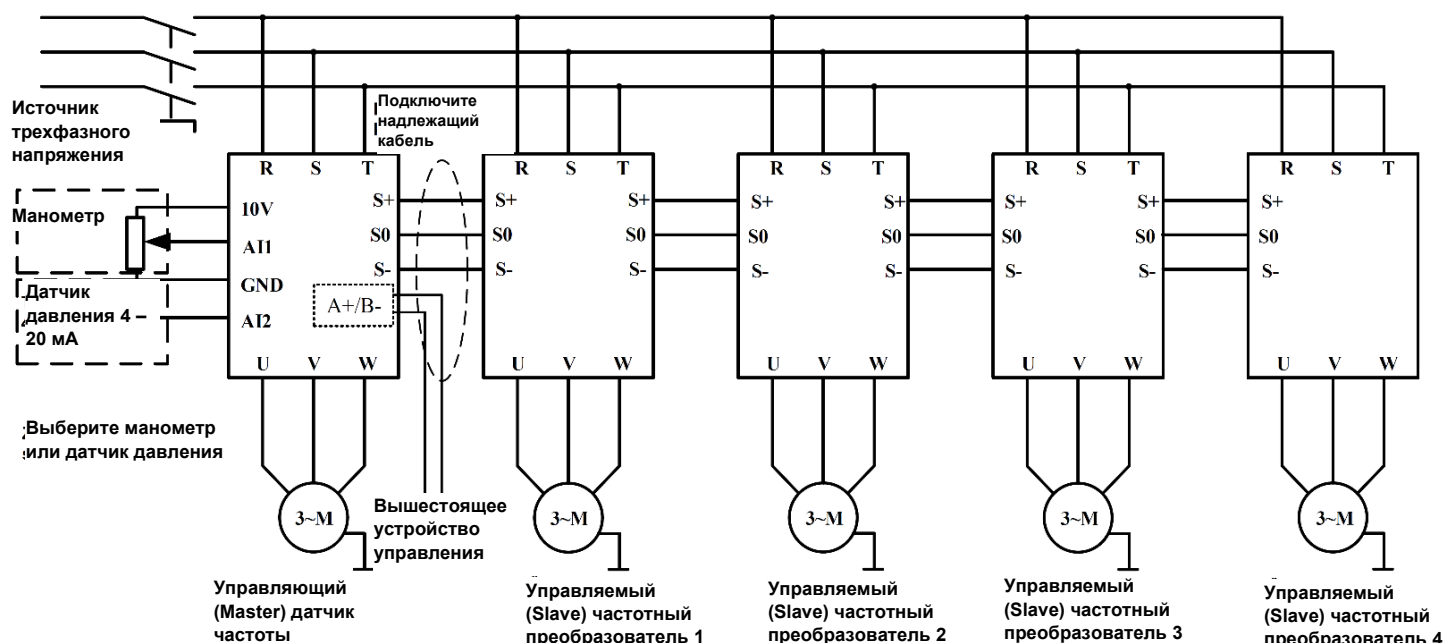 Источник
трехфазного
напряжения
Подключите
надлежащий
кабель
R S T
R S T
R S T
R S T
R S T
Манометр
10V
AI1
GND
AI2
Датчик
давления 4 –
20 мА
S+
S0
S-
A+/B-
S+
S0
S-
S+
S0
S-
S+
S0
S-
S+
S0
S-
S+
S0
S-
S+
S0
S-
S+
S0
S-
U V W
U V W
U V W
U V W
U V W
Выберите манометр
или датчик давления
3~M
3~M
3~M
3~M
3~M
Вышестоящее
устройство
управления
Управляющий
(Master) датчик
частоты
Управляемый
(Slave) частотный
преобразователь 1
Управляемый
(Slave) частотный
преобразователь 2
Управляемый
(Slave) частотный
преобразователь 3
Управляемый
(Slave) частотный
преобразователь 4